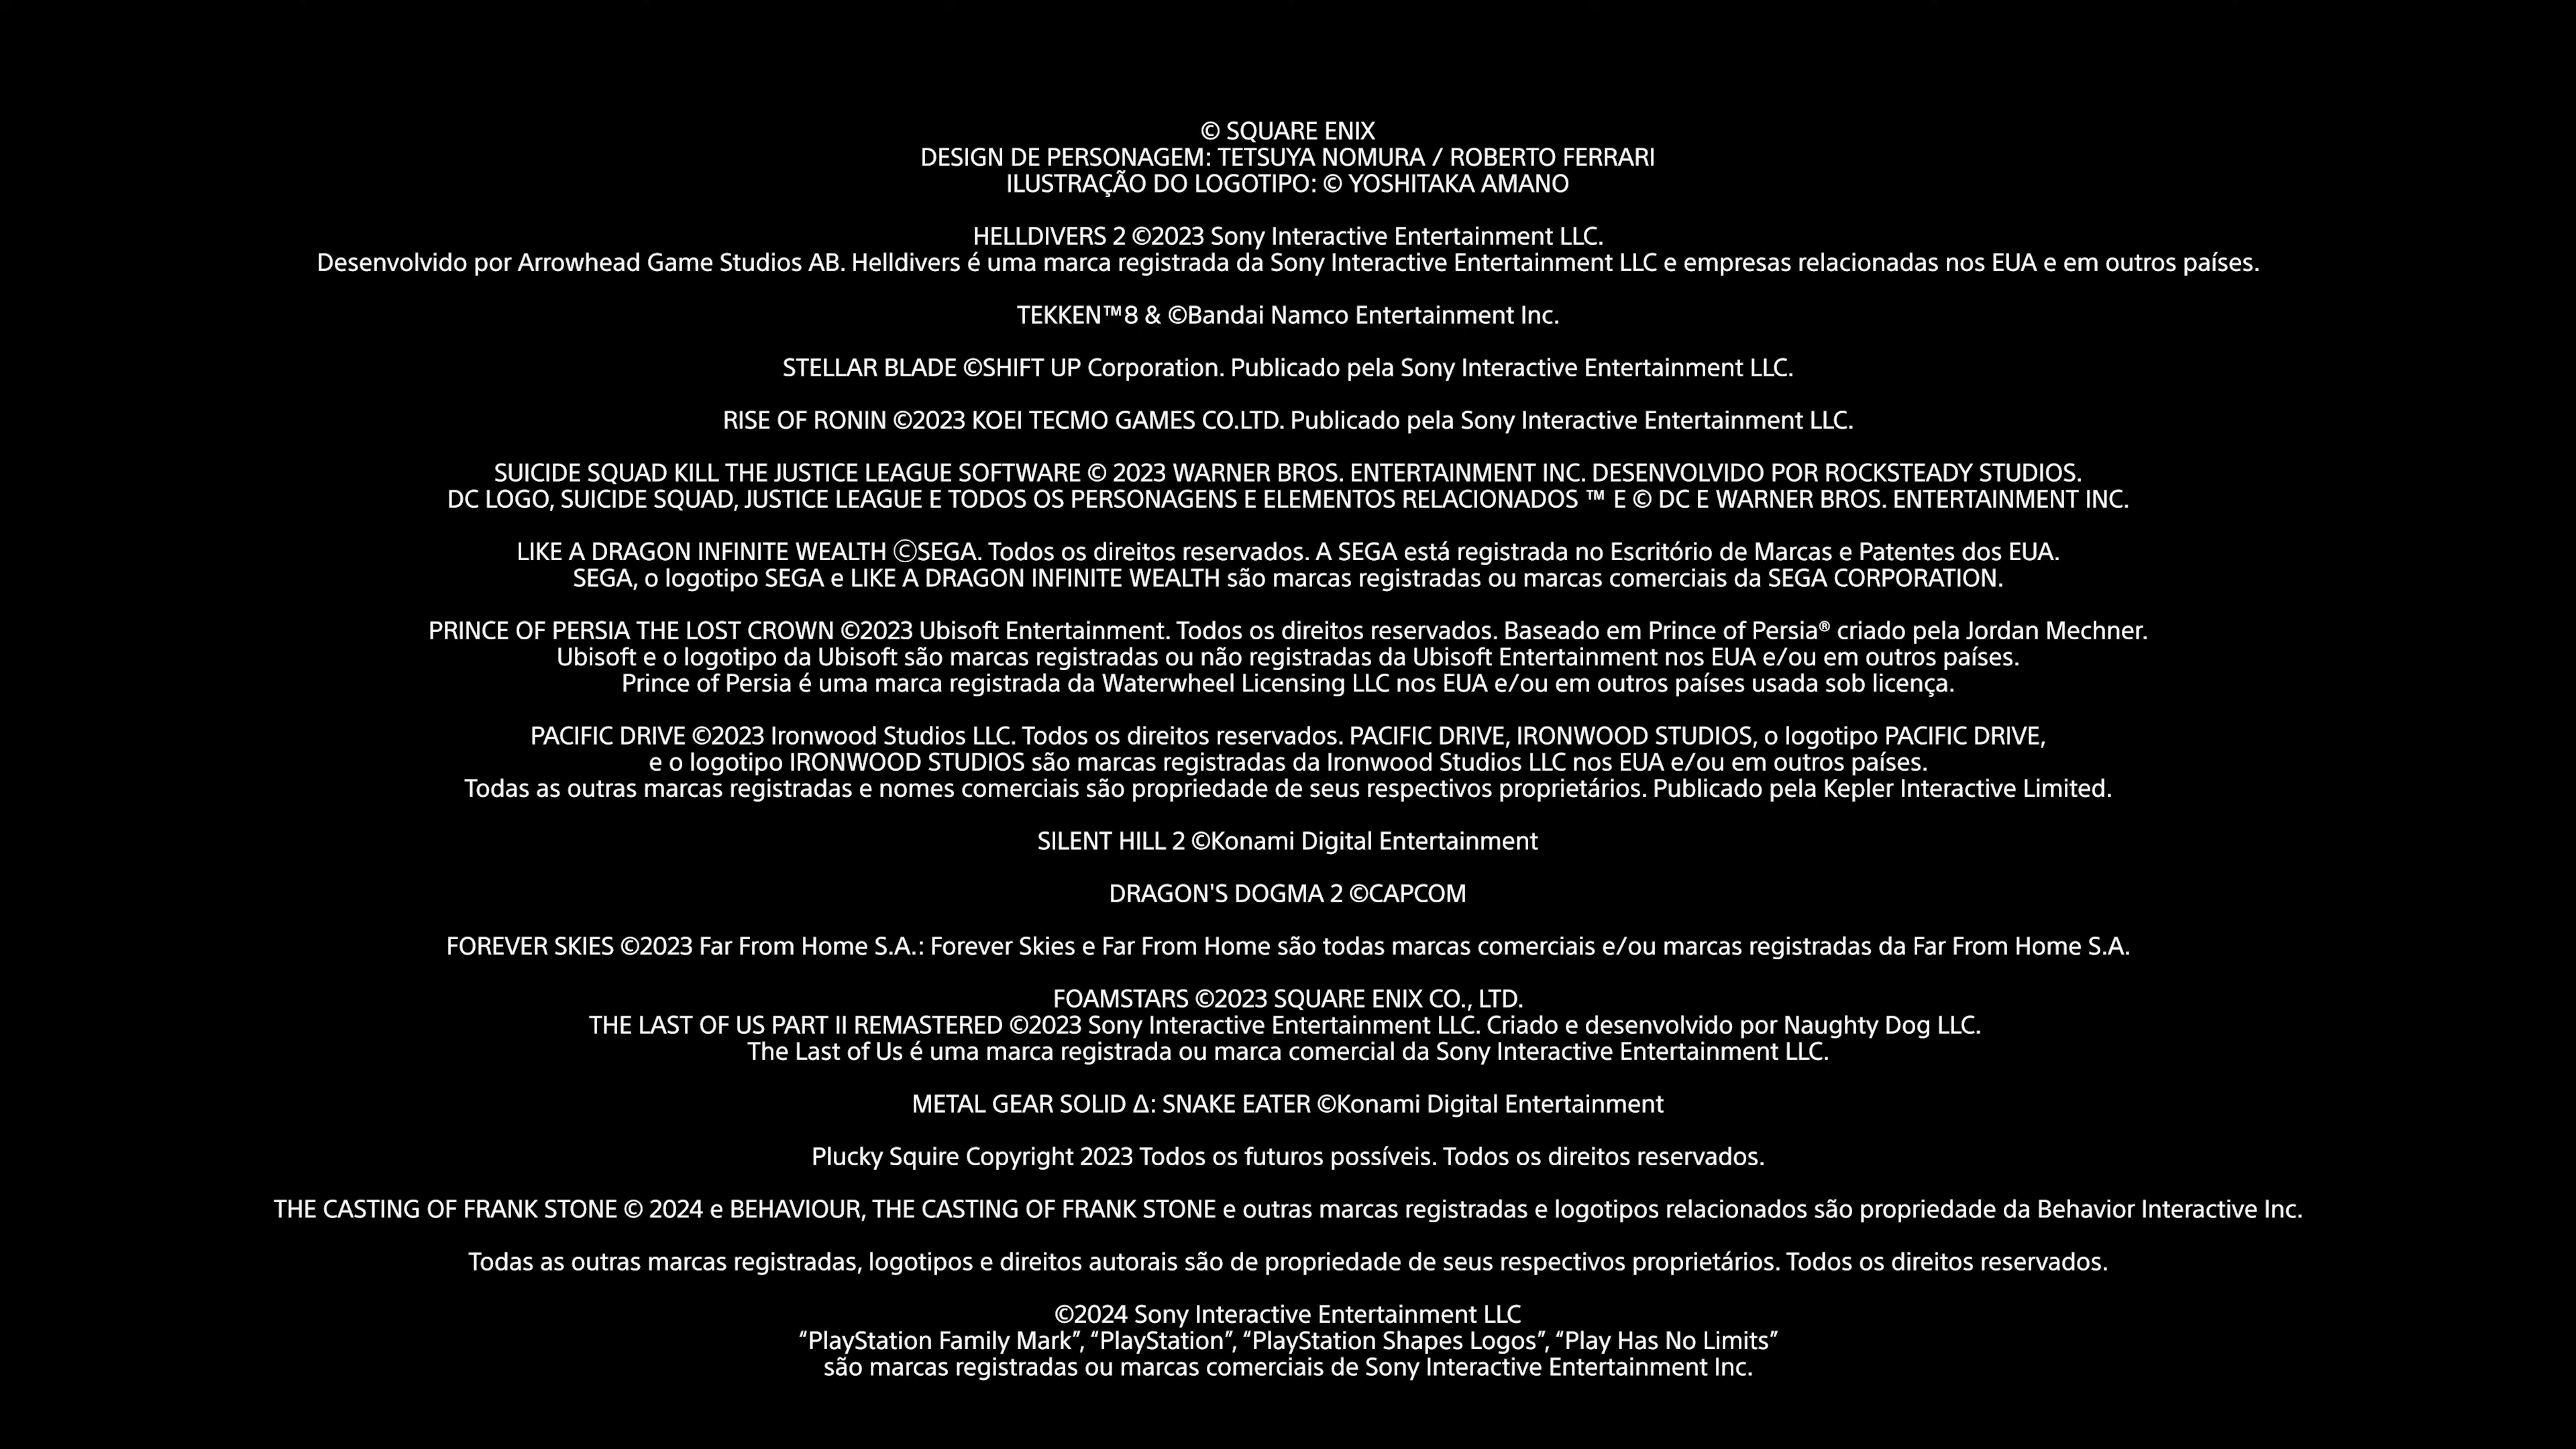 © SQUARE ENIX
DESIGN DE PERSONAGEM: TETSUYA NOMURA / ROBERTO FERRARI
ILUSTRAÇÃO DO LOGOTIPO: © YOSHITAKA AMANO
HELLDIVERS 2 ©2023 Sony Interactive Entertainment LLC.
Desenvolvido por Arrowhead Game Studios AB. Helldivers é uma marca registrada da Sony Interactive Entertainment LLC e empresas relacionadas nos EUA e em outros países.
TEKKEN™8 & ©Bandai Namco Entertainment Inc.
STELLAR BLADE ©SHIFT UP Corporation. Publicado pela Sony Interactive Entertainment LLC.
RISE OF RONIN ©2023 KOEI TECMO GAMES CO.LTD. Publicado pela Sony Interactive Entertainment LLC.
SUICIDE SQUAD KILL THE JUSTICE LEAGUE SOFTWARE © 2023 WARNER BROS. ENTERTAINMENT INC. DESENVOLVIDO POR ROCKSTEADY STUDIOS.
DC LOGO, SUICIDE SQUAD, JUSTICE LEAGUE E TODOS OS PERSONAGENS E ELEMENTOS RELACIONADOS ™ E © DC E WARNER BROS. ENTERTAINMENT INC.
LIKE A DRAGON INFINITE WEALTH ⒸSEGA. Todos os direitos reservados. A SEGA está registrada no Escritório de Marcas e Patentes dos EUA.
SEGA, o logotipo SEGA e LIKE A DRAGON INFINITE WEALTH são marcas registradas ou marcas comerciais da SEGA CORPORATION.
PRINCE OF PERSIA THE LOST CROWN ©2023 Ubisoft Entertainment. Todos os direitos reservados. Baseado em Prince of Persia® criado pela Jordan Mechner.
Ubisoft e o logotipo da Ubisoft são marcas registradas ou não registradas da Ubisoft Entertainment nos EUA e/ou em outros países.
Prince of Persia é uma marca registrada da Waterwheel Licensing LLC nos EUA e/ou em outros países usada sob licença.
PACIFIC DRIVE ©2023 Ironwood Studios LLC. Todos os direitos reservados. PACIFIC DRIVE, IRONWOOD STUDIOS, o logotipo PACIFIC DRIVE,
e o logotipo IRONWOOD STUDIOS são marcas registradas da Ironwood Studios LLC nos EUA e/ou em outros países.
Todas as outras marcas registradas e nomes comerciais são propriedade de seus respectivos proprietários. Publicado pela Kepler Interactive Limited.
SILENT HILL 2 ©Konami Digital Entertainment
DRAGON'S DOGMA 2 ©CAPCOM
FOREVER SKIES ©2023 Far From Home S.A.: Forever Skies e Far From Home são todas marcas comerciais e/ou marcas registradas da Far From Home S.A.
FOAMSTARS ©2023 SQUARE ENIX CO., LTD.
THE LAST OF US PART II REMASTERED ©2023 Sony Interactive Entertainment LLC. Criado e desenvolvido por Naughty Dog LLC.
The Last of Us é uma marca registrada ou marca comercial da Sony Interactive Entertainment LLC.
METAL GEAR SOLID Δ: SNAKE EATER ©Konami Digital Entertainment
Plucky Squire Copyright 2023 Todos os futuros possíveis. Todos os direitos reservados.
THE CASTING OF FRANK STONE © 2024 e BEHAVIOUR, THE CASTING OF FRANK STONE e outras marcas registradas e logotipos relacionados são propriedade da Behavior Interactive Inc.
Todas as outras marcas registradas, logotipos e direitos autorais são de propriedade de seus respectivos proprietários. Todos os direitos reservados.
©2024 Sony Interactive Entertainment LLC
“PlayStation Family Mark”, “PlayStation”, “PlayStation Shapes Logos”, “Play Has No Limits”
são marcas registradas ou marcas comerciais de Sony Interactive Entertainment Inc.